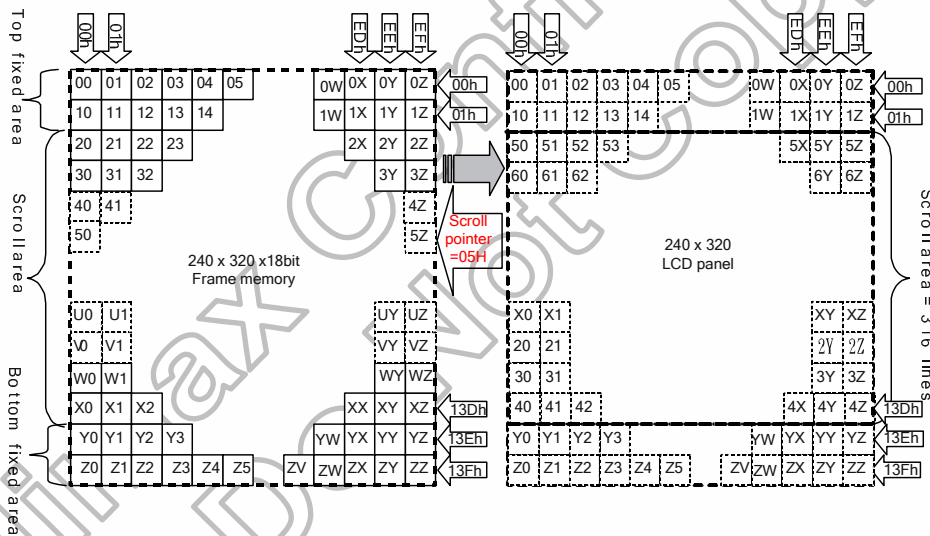 00h 01h EDh EEh EFh 00h 01h EDh EEh EFh
Top fixed area
00 01 02 03 04 05 0W 0X 0Y 0Z 00h 00 01 02 03 04 05 0W 0X 0Y 0Z 00h
10 11 12 13 14 1W 1X 1Y 1Z 01h 10 11 12 13 14 1W 1X 1Y 1Z 01h
20 21 22 23 2X 2Y 2Z 50 51 52 53 5X 5Y 5Z
30 31 32 3Y 3Z 60 61 62 6Y 6Z
Scroll area
40 41 4Z
50 5Z
Scroll
pointer
=05H
240 x 320 x18bit
Frame memory
240 x 320
LCD panel
Scroll area = 316 lines
U0 U1 UY UZ X0 X1 XY XZ
V0 V1 VY VZ 20 21 2Y 2Z
W0 W1 WY WZ 30 31 3Y 3Z
X0 X1 X2 XX XY XZ 13Dh 40 41 42 4X 4Y 4Z 13Dh
Bottom fixed area
Y0 Y1 Y2 Y3 YW YX YY YZ 13Eh Y0 Y1 Y2 Y3 YW YX YY YZ 13Eh
Z0 Z1 Z2 Z3 Z4 Z5 ZV ZW ZX ZY ZZ 13Fh Z0 Z1 Z2 Z3 Z4 Z5 ZV ZW ZX ZY ZZ 13Fh